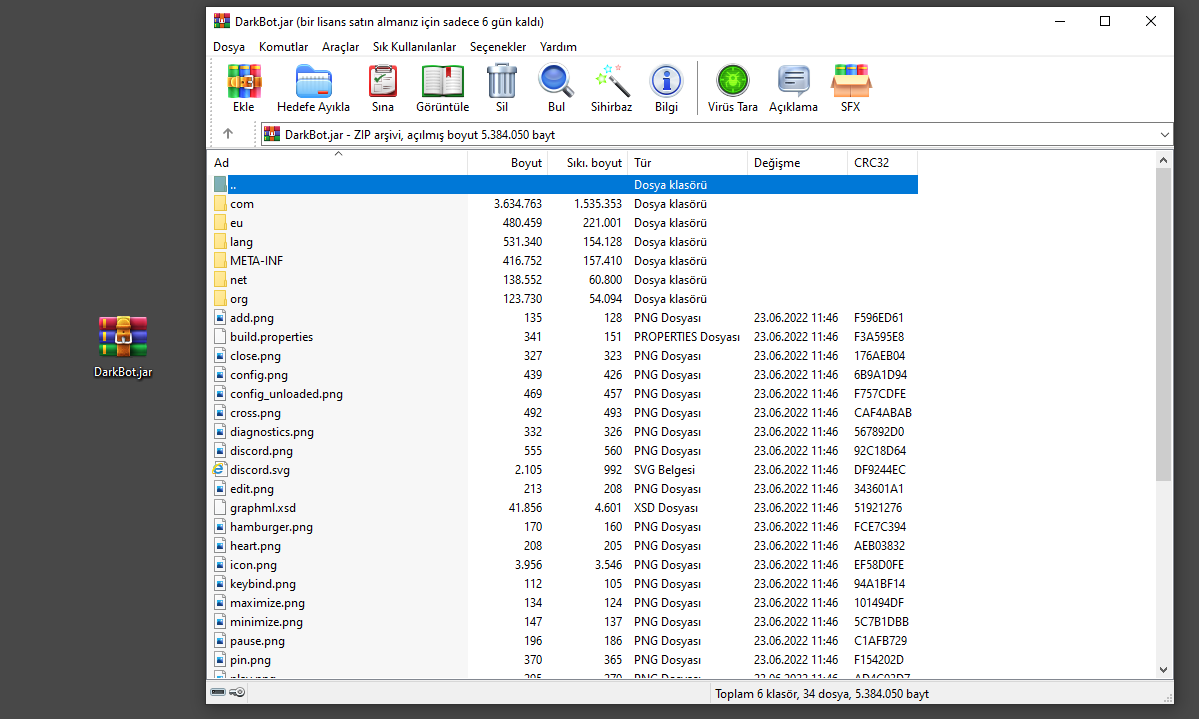 DarkBot.jar (bir lisans satın almanız için sadece 6 gün kaldı)
Dosya Komutlar Araçlar Sık Kullanılanlar Seçenekler Yardım
Ekle Hedefe Ayıkla Sına Görüntüle Sil Bul Sihirbaz Bilgi Virüs Tara Açıklama SFX
DarkBot.jar - ZIP arşivi, açılmış boyut 5.384.050 bayt
Ad Boyut Sıkı. boyut Tür Değişme CRC32
.. Dosya klasörü
com 3.634.763 1.535.353 Dosya klasörü
eu 480.459 221.001 Dosya klasörü
lang 531.340 154.128 Dosya klasörü
META-INF 416.752 157.410 Dosya klasörü
net 138.552 60.800 Dosya klasörü
org 123.730 54.094 Dosya klasörü
add.png 135 128 PNG Dosyası 23.06.2022 11:46 F596ED61
build.properties 341 151 PROPERTIES Dosyası 23.06.2022 11:46 F3A595E8
close.png 327 323 PNG Dosyası 23.06.2022 11:46 176AEB04
config.png 439 426 PNG Dosyası 23.06.2022 11:46 6B9A1D94
config_unloaded.png 469 457 PNG Dosyası 23.06.2022 11:46 F757CDFE
cross.png 492 493 PNG Dosyası 23.06.2022 11:46 CAF4ABAB
diagnostics.png 332 326 PNG Dosyası 23.06.2022 11:46 567892D0
discord.png 555 560 PNG Dosyası 23.06.2022 11:46 92C18D64
discord.svg 2.105 992 SVG Belgesi 23.06.2022 11:46 DF9244EC
edit.png 213 208 PNG Dosyası 23.06.2022 11:46 343601A1
graphml.xsd 41.856 4.601 XSD Dosyası 23.06.2022 11:46 51921276
hamburger.png 170 160 PNG Dosyası 23.06.2022 11:46 FCE7C394
heart.png 208 205 PNG Dosyası 23.06.2022 11:46 AEB03832
icon.png 3.956 3.546 PNG Dosyası 23.06.2022 11:46 EF58D0FE
keybind.png 112 105 PNG Dosyası 23.06.2022 11:46 94A1BF14
maximize.png 134 124 PNG Dosyası 23.06.2022 11:46 101494DF
minimize.png 147 137 PNG Dosyası 23.06.2022 11:46 5C7B1DBB
pause.png 196 186 PNG Dosyası 23.06.2022 11:46 C1AFB729
pin.png 370 365 PNG Dosyası 23.06.2022 11:46 F154202D
Toplam 6 klasör, 34 dosya, 5.384.050 bayt
DarkBot.jar